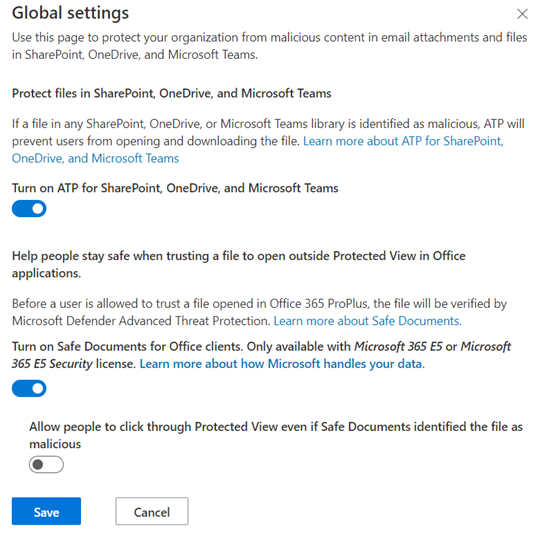 Global settings
Use this page to protect your organization from malicious content in email attachments and files
in SharePoint, OneDrive, and Microsoft Teams.
Protect files in SharePoint, OneDrive, and Microsoft Teams
If a file in any SharePoint, OneDrive, or Microsoft Teams library is identified as malicious, ATP will
prevent users from opening and downloading the file. Learn more about ATP for SharePoint,
OneDrive, and Microsoft Teams
Turn on ATP for SharePoint, OneDrive, and Microsoft Teams
Help people stay safe when trusting a file to open outside Protected View in Office
applications.
Before a user is allowed to trust a file opened in Office 365 ProPlus, the file will be verified by
Microsoft Defender Advanced Threat Protection. Learn more about Safe Documents.
Turn on Safe Documents for Office clients. Only available with Microsoft 365 E5 or Microsoft
365 E5 Security license. Learn more about how Microsoft handles your data.
Allow people to click through Protected View even if Safe Documents identified the file as
malicious
Save Cancel